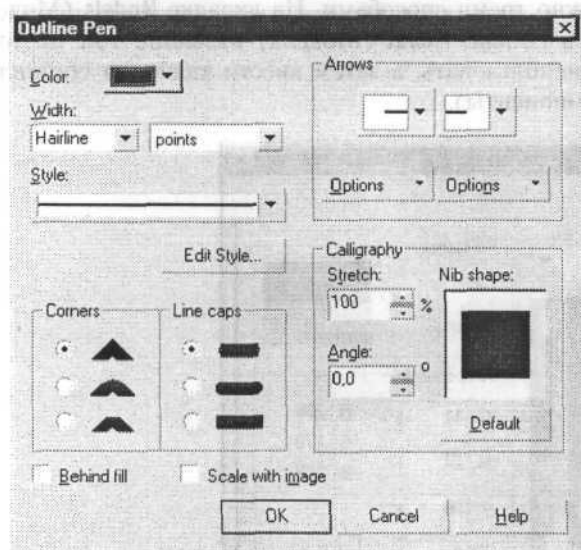 Outline Pen
Color:
Width:
Hairline
points
Style:
Edit Style...
Corners
Line caps
Behind fill
Scale with image
Arrows
Options
Options
Calligraphy
Stretch:
100
%
Angle:
0,0
°
Nib shape:
Default
OK
Cancel
Help